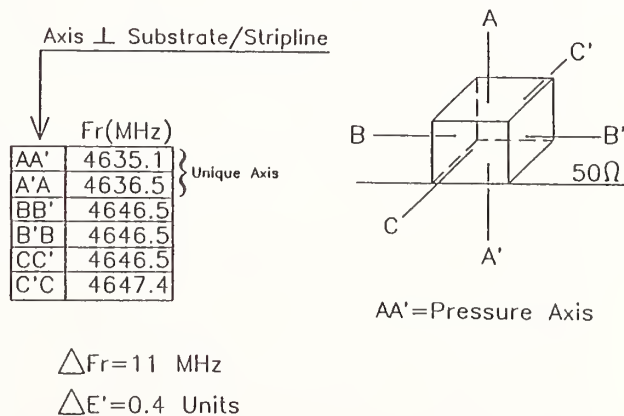 Axis ⊥ Substrate/Stripline
Fr(MHz)
AA' 4635.1
A'A 4636.5
Unique Axis
BB' 4646.5
B'B 4646.5
CC' 4646.5
C'C 4647.4
A
C'
B
B'
50Ω
C
A'
AA'=Pressure Axis
△Fr=11 MHz
△E'=0.4 Units